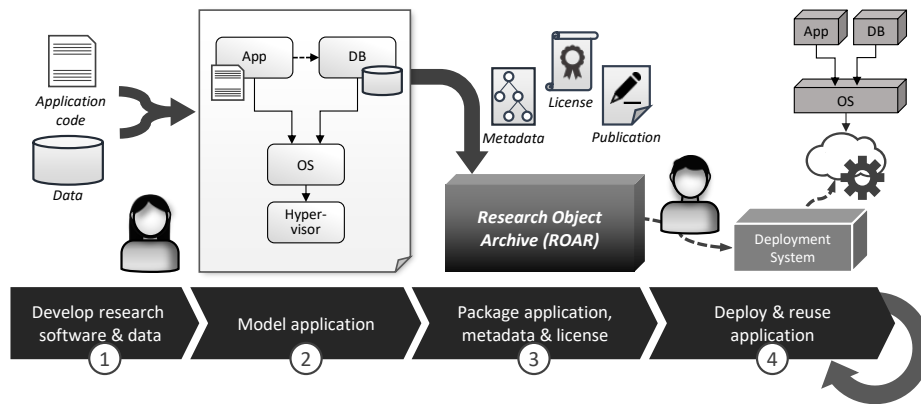 Application
code
Data
App
DB
OS
Hyper-
visor
Metadata
License
Publication
Research Object
Archive (ROAR)
App
DB
OS
Deployment
System
Develop research
software & data
1
Model application
2
Package application,
metadata & license
3
Deploy & reuse
application
4